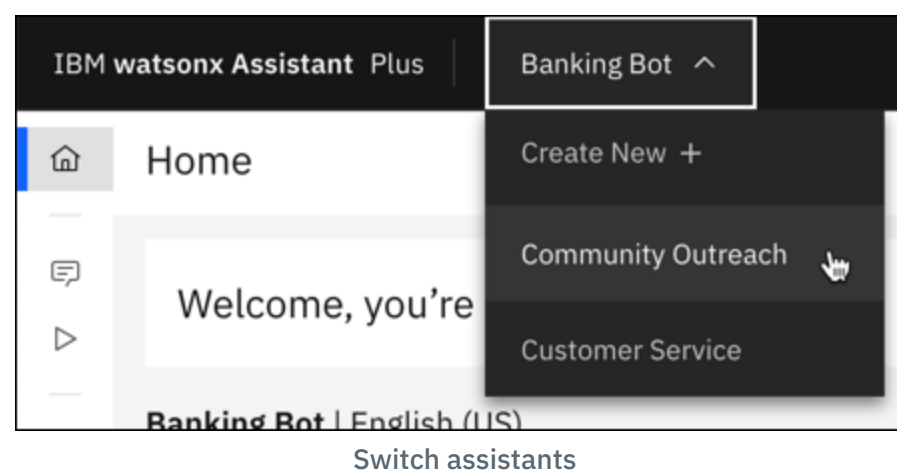 IBM watsonx Assistant Plus
Banking Bot
Home
Create New +
Community Outreach
Welcome, you’re
Customer Service
Banking Bot | English (US)
Switch assistants